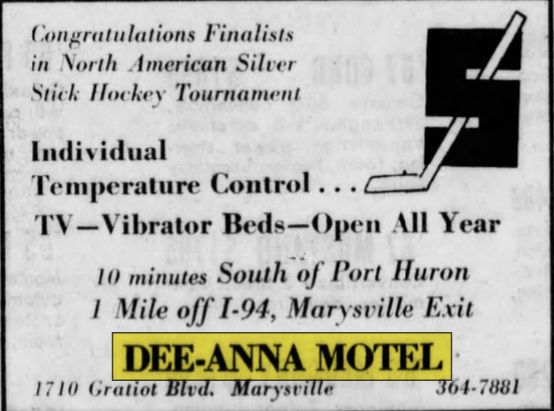 Congratulations Finalists
in North American Silver
Stick Hockey Tournament
Individual
Temperature Control . . .
TV—Vibrator Beds—Open All Year
10 minutes South of Port Huron
1 Mile off I-94, Marysville Exit
DEE-ANNA MOTEL
1710 Gratiot Blvd. Marysville 364-7881